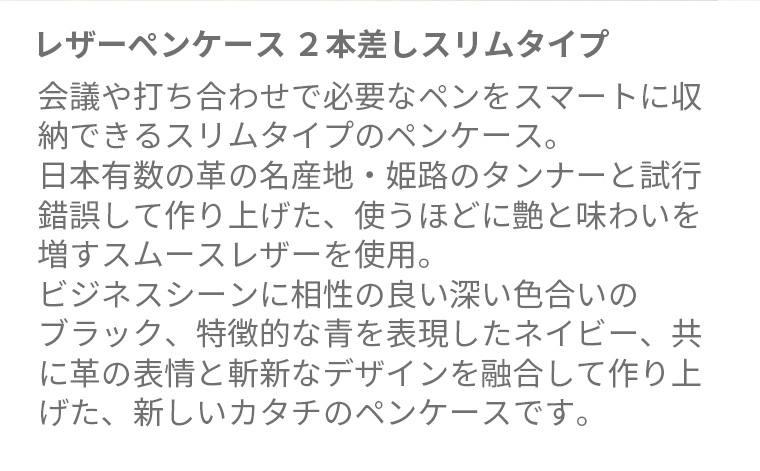 レザーペンケース ２本差しスリムタイプ
会議や打ち合わせで必要なペンをスマートに収
納できるスリムタイプのペンケース。
日本有数の革の名産地・姫路のタンナーと試行
錯誤して作り上げた、使うほどに艶と味わいを
増すスムースレザーを使用。
ビジネスシーンに相性の良い深い色合いの
ブラック、特徴的な青を表現したネイビー、共
に革の表情と斬新なデザインを融合して作り上
げた、新しいカタチのペンケースです。